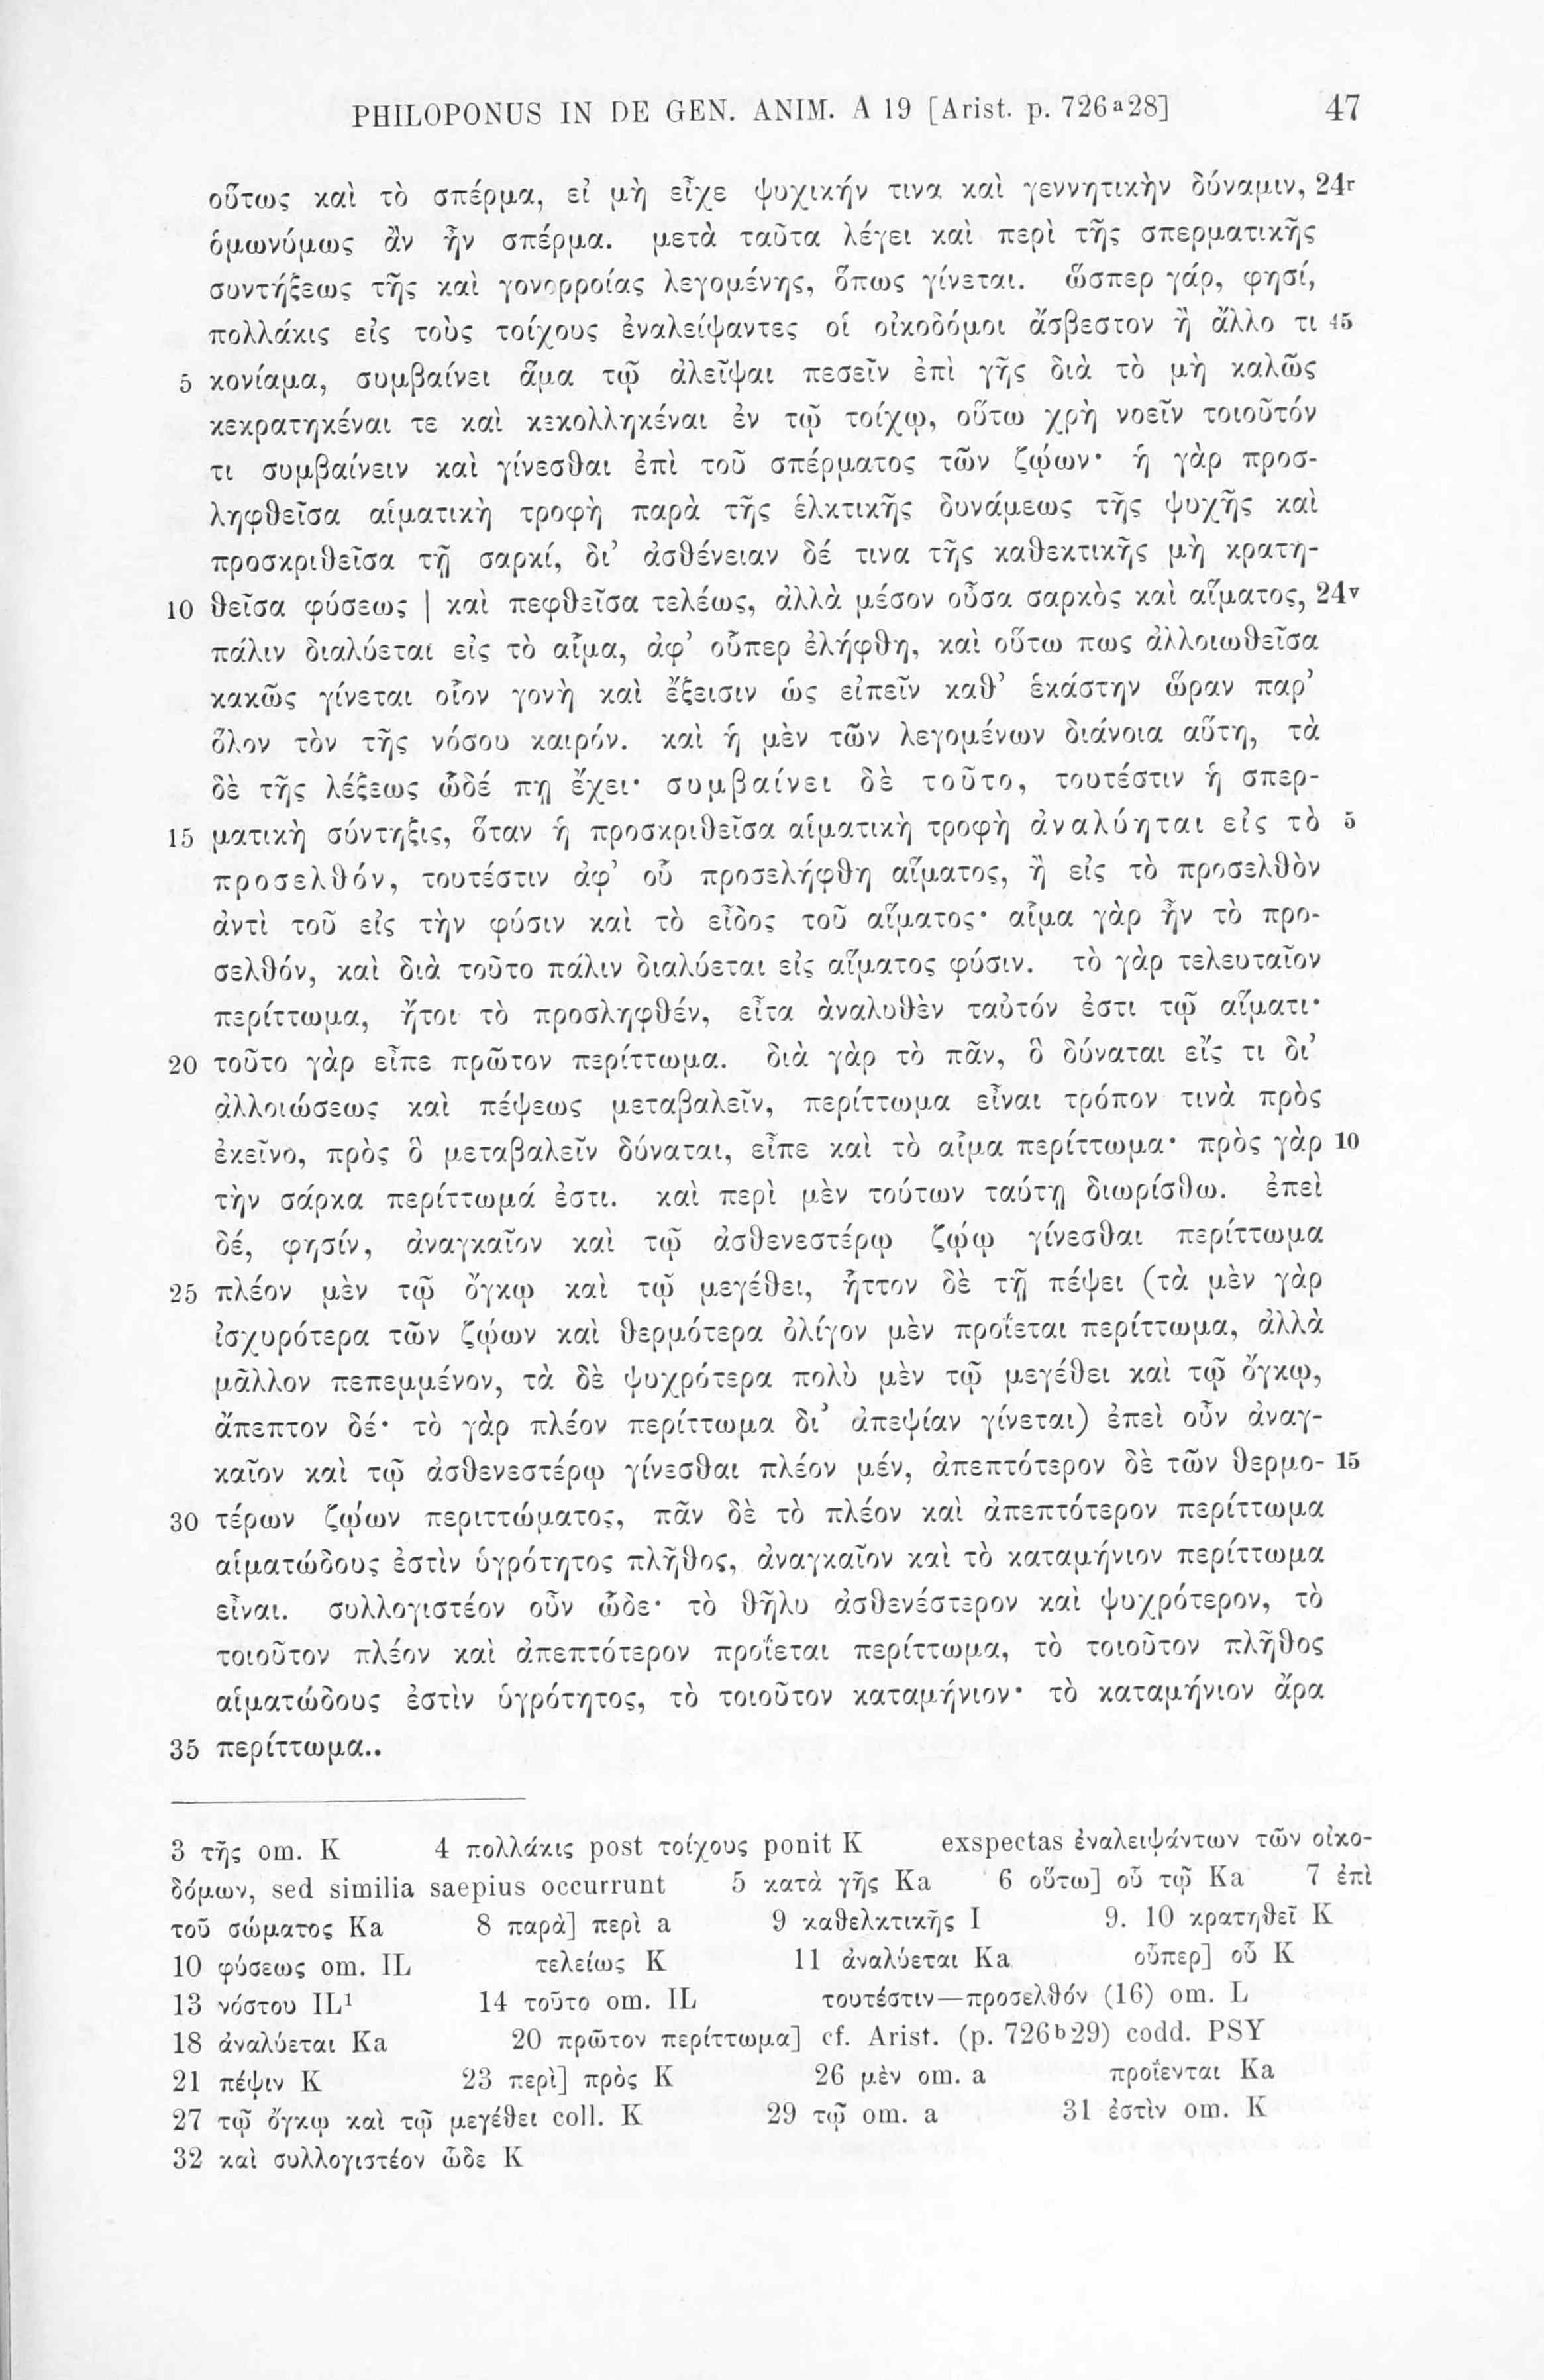 PHILOPONUS IN DE GEN. ANIM. A 19 [Arist. p. 726a28] 47
οὕτως καὶ τὸ σπέρμα, εἰ μὴ εἶχε ψυχικήν τινα καὶ γεννητικὴν δύναμιν, 24r
ὁμωνύμως ἂν ἦν σπέρμα. μετὰ ταῦτα λέγει καὶ περὶ τῆς σπερματικῆς
συντήξεως τῆς καὶ γονορροίας λεγομένης, ὅπως γίνεται. ὥσπερ γάρ, φησί,
πολλάκις εἰς τοὺς τοίχους ἐναλείψαντες οἱ οἰκοδόμοι ἄσβεστον ἢ ἄλλο τι 45
5 κονίαμα, συμβαίνει ἅμα τῷ ἀλεῖψαι πεσεῖν ἐπὶ γῆς διὰ τὸ μὴ καλῶς
κεκρατηκέναι τε καὶ κεκολληκέναι ἐν τῷ τοίχῳ, οὕτω χρὴ νοεῖν τοιοῦτόν
τι συμβαίνειν καὶ γίνεσθαι ἐπὶ τοῦ σπέρματος τῶν ζῴων· ἡ γὰρ προσ-
ληφθεῖσα αἱματικὴ τροφὴ παρὰ τῆς ἑλκτικῆς δυνάμεως τῆς ψυχῆς καὶ
προσκριθεῖσα τῇ σαρκί, δι’ ἀσθένειαν δέ τινα τῆς καθεκτικῆς μὴ κρατη-
10 θεῖσα φύσεως | καὶ πεφθεῖσα τελέως, ἀλλὰ μέσον οὖσα σαρκὸς καὶ αἵματος, 24v
πάλιν διαλύεται εἰς τὸ αἷμα, ἀφ’ οὗπερ ἐλήφθη, καὶ οὕτω πως ἀλλοιωθεῖσα
κακῶς γίνεται οἷον γονὴ καὶ ἔξεισιν ὡς εἰπεῖν καθ’ ἑκάστην ὥραν παρ’
ὅλον τὸν τῆς νόσου καιρόν. καὶ ἡ μὲν τῶν λεγομένων διάνοια αὕτη, τὰ
δὲ τῆς λέξεως ὧδέ πῃ ἔχει· συμβαίνει δὲ τοῦτο, τουτέστιν ἡ σπερ-
15 ματικὴ σύντηξις, ὅταν ἡ προσκριθεῖσα αἱματικὴ τροφὴ ἀναλύηται εἰς τὸ 5
προσελθόν, τουτέστιν ἀφ’ οὗ προσελήφθη αἵματος, ἢ εἰς τὸ προσελθὸν
ἀντὶ τοῦ εἰς τὴν φύσιν καὶ τὸ εἶδος τοῦ αἵματος· αἷμα γὰρ ἦν τὸ προ-
σελθόν, καὶ διὰ τοῦτο πάλιν διαλύεται εἰς αἵματος φύσιν. τὸ γὰρ τελευταῖον
περίττωμα, ἤτοι τὸ προσληφθέν, εἶτα ἀναλυθὲν ταὐτόν ἐστι τῷ αἵματι·
20 τοῦτο γὰρ εἶπε πρῶτον περίττωμα. διὰ γὰρ τὸ πᾶν, ὃ δύναται εἴς τι δι’
ἀλλοιώσεως καὶ πέψεως μεταβαλεῖν, περίττωμα εἶναι τρόπον τινὰ πρὸς
ἐκεῖνο, πρὸς ὃ μεταβαλεῖν δύναται, εἶπε καὶ τὸ αἷμα περίττωμα· πρὸς γὰρ 10
τὴν σάρκα περίττωμά ἐστι. καὶ περὶ μὲν τούτων ταύτῃ διωρίσθω. ἐπεὶ
δέ, φησίν, ἀναγκαῖον καὶ τῷ ἀσθενεστέρῳ ζῴῳ γίνεσθαι περίττωμα
25 πλέον μὲν τῷ ὄγκῳ καὶ τῷ μεγέθει, ἧττον δὲ τῇ πέψει (τὰ μὲν γὰρ
ἰσχυρότερα τῶν ζῴων καὶ θερμότερα ὀλίγον μὲν προΐεται περίττωμα, ἀλλὰ
μᾶλλον πεπεμμένον, τὰ δὲ ψυχρότερα πολὺ μὲν τῷ μεγέθει καὶ τῷ ὄγκῳ,
ἄπεπτον δέ· τὸ γὰρ πλέον περίττωμα δι’ ἀπεψίαν γίνεται) ἐπεὶ οὖν ἀναγ-
καῖον καὶ τῷ ἀσθενεστέρῳ γίνεσθαι πλέον μέν, ἀπεπτότερον δὲ τῶν θερμο- 15
30 τέρων ζῴων περιττώματος, πᾶν δὲ τὸ πλέον καὶ ἀπεπτότερον περίττωμα
αἱματώδους ἐστὶν ὑγρότητος πλῆθος, ἀναγκαῖον καὶ τὸ καταμήνιον περίττωμα
εἶναι. συλλογιστέον οὖν ὧδε· τὸ θῆλυ ἀσθενέστερον καὶ ψυχρότερον, τὸ
τοιοῦτον πλέον καὶ ἀπεπτότερον προΐεται περίττωμα, τὸ τοιοῦτον πλῆθος
αἱματώδους ἐστὶν ὑγρότητος, τὸ τοιοῦτον καταμήνιον· τὸ καταμήνιον ἄρα
35 περίττωμα..
3 τῆς om. K 4 πολλάκις post τοίχους ponit K exspectas ἐναλειψάντων τῶν οἰκο-
δόμων, sed similia saepius occurrunt 5 κατὰ γῆς Ka 6 οὕτω] οὗ τῷ Ka 7 ἐπὶ
τοῦ σώματος Ka 8 παρὰ] περὶ a 9 καθελκτικῆς I 9. 10 κρατηθεῖ K
10 φύσεως om. IL τελείως K 11 ἀναλύεται Ka οὗπερ] οὗ K
13 νόστου IL¹ 14 τοῦτο om. IL τουτέστιν—προσελθόν (16) om. L
18 ἀναλύεται Ka 20 πρῶτον περίττωμα] cf. Arist. (p. 726b29) codd. PSY
21 πέψιν K 23 περὶ] πρὸς K 26 μὲν om. a προΐενται Ka
27 τῷ ὄγκῳ καὶ τῷ μεγέθει coll. K 29 τῷ om. a 31 ἐστὶν om. K
32 καὶ συλλογιστέον ὧδε K